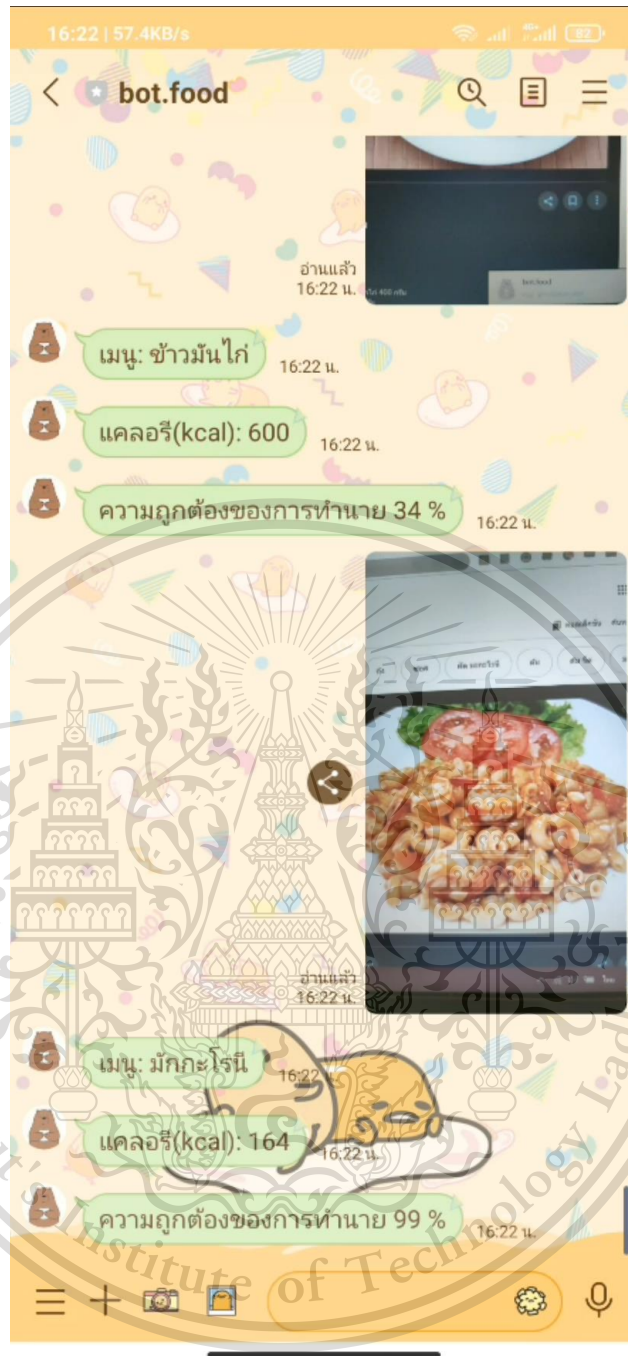 16:22 | 57.4KB/s
82
bot.food
bot.food
อ่านแล้ว
16:22 น.
เมนู: ข้าวมันไก่
16:22 น.
แคลอรี่(kcal): 600
16:22 น.
ความถูกต้องของการทำนาย 34 %
16:22 น.
อ่านแล้ว
16:22 น.
เมนู: มักกะโรนี
16:22
แคลอรี่(kcal): 164
16:22 น.
ความถูกต้องของการทำนาย 99 %
16:22 น.
stitute of Technology Lad